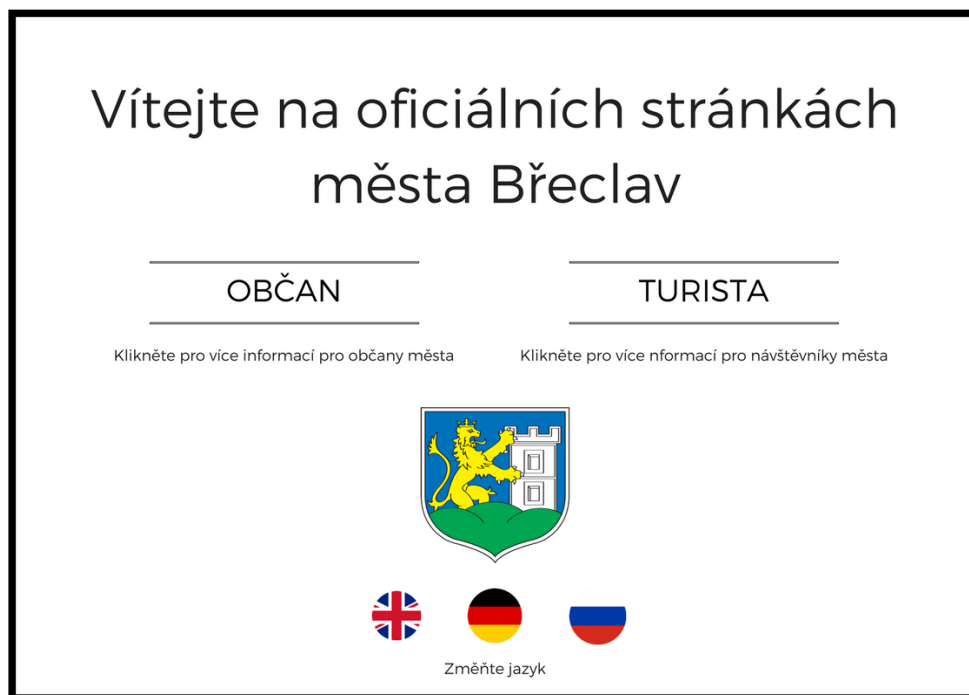 Vítejte na oficiálních stránkách
města Břeclav
OBČAN
TURISTA
Klikněte pro více informací pro občany města
Klikněte pro více nformací pro návštěvníky města
Změňte jazyk